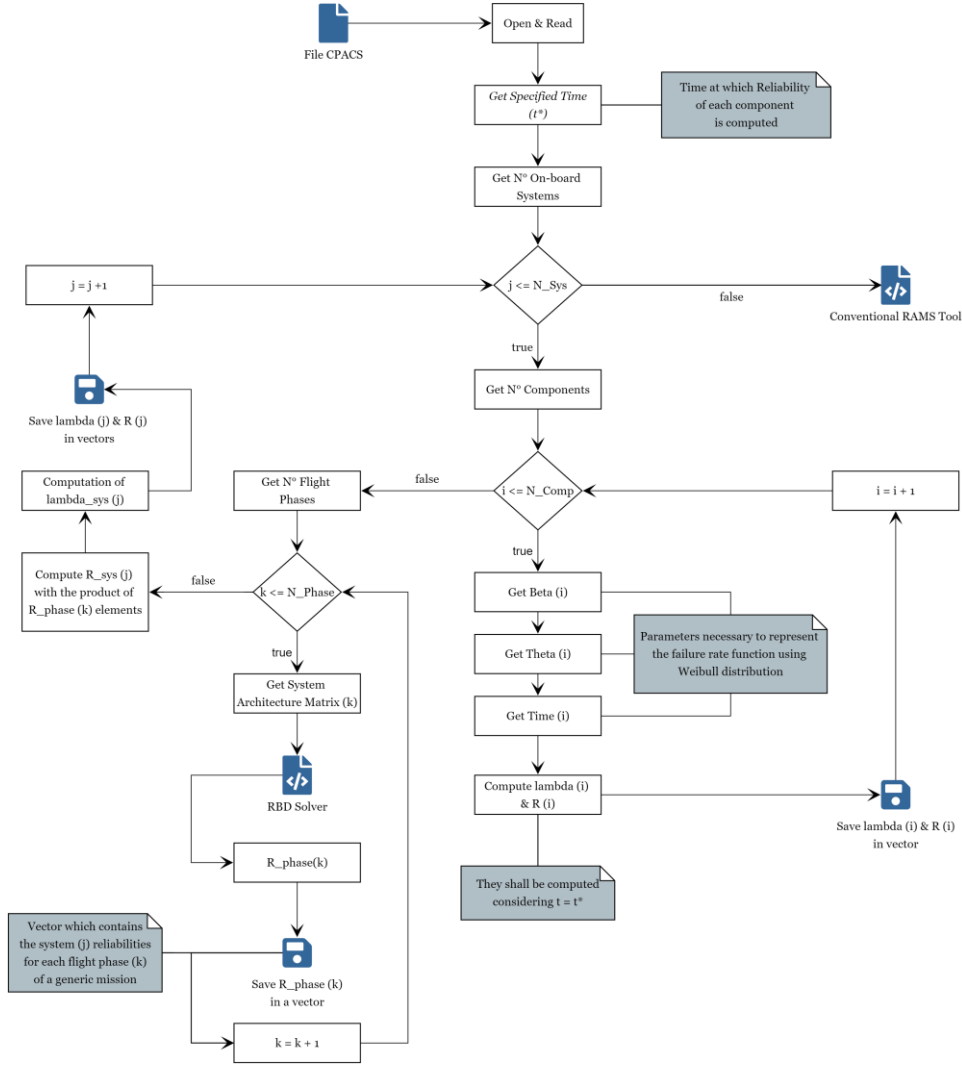 File CPACS
Open & Read
Get Specified Time
(t*)
Time at which Reliability
of each component
is computed
Get N° On-board
Systems
j <= N_Sys
false
Conventional RAMS Tool
true
j = j +1
Get N° Components
Save lambda (j) & R (j)
in vectors
Computation of
lambda_sys (j)
Get N° Flight
Phases
false
i <= N_Comp
i = i + 1
true
Compute R_sys (j)
with the product of
R_phase (k) elements
false
k <= N_Phase
true
Get Beta (i)
Get Theta (i)
Get Time (i)
Parameters necessary to represent
the failure rate function using
Weibull distribution
Get System
Architecture Matrix (k)
RBD Solver
Compute lambda (i)
& R (i)
Save lambda (i) & R (i)
in vector
They shall be computed
considering t = t*
R_phase(k)
Vector which contains
the system (j) reliabilities
for each flight phase (k)
of a generic mission
Save R_phase (k)
in a vector
k = k + 1